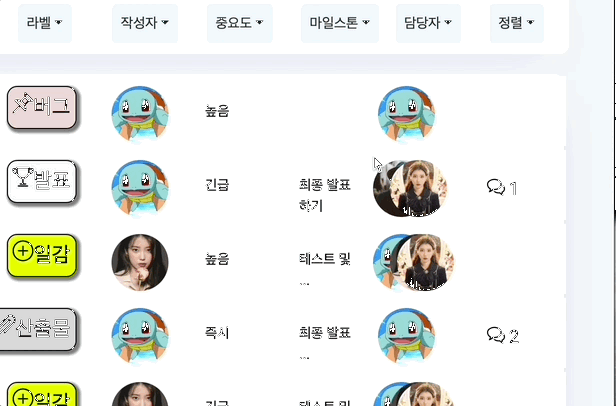 라벨 작성자 중요도 마일스톤 담당자 정렬
버그 높음
발표 긴급 최종 발표 1
하기
일감 높음 테스트 및
...
산출물 즉시 최종 발표 2
...
일감 긴급 테스트 및